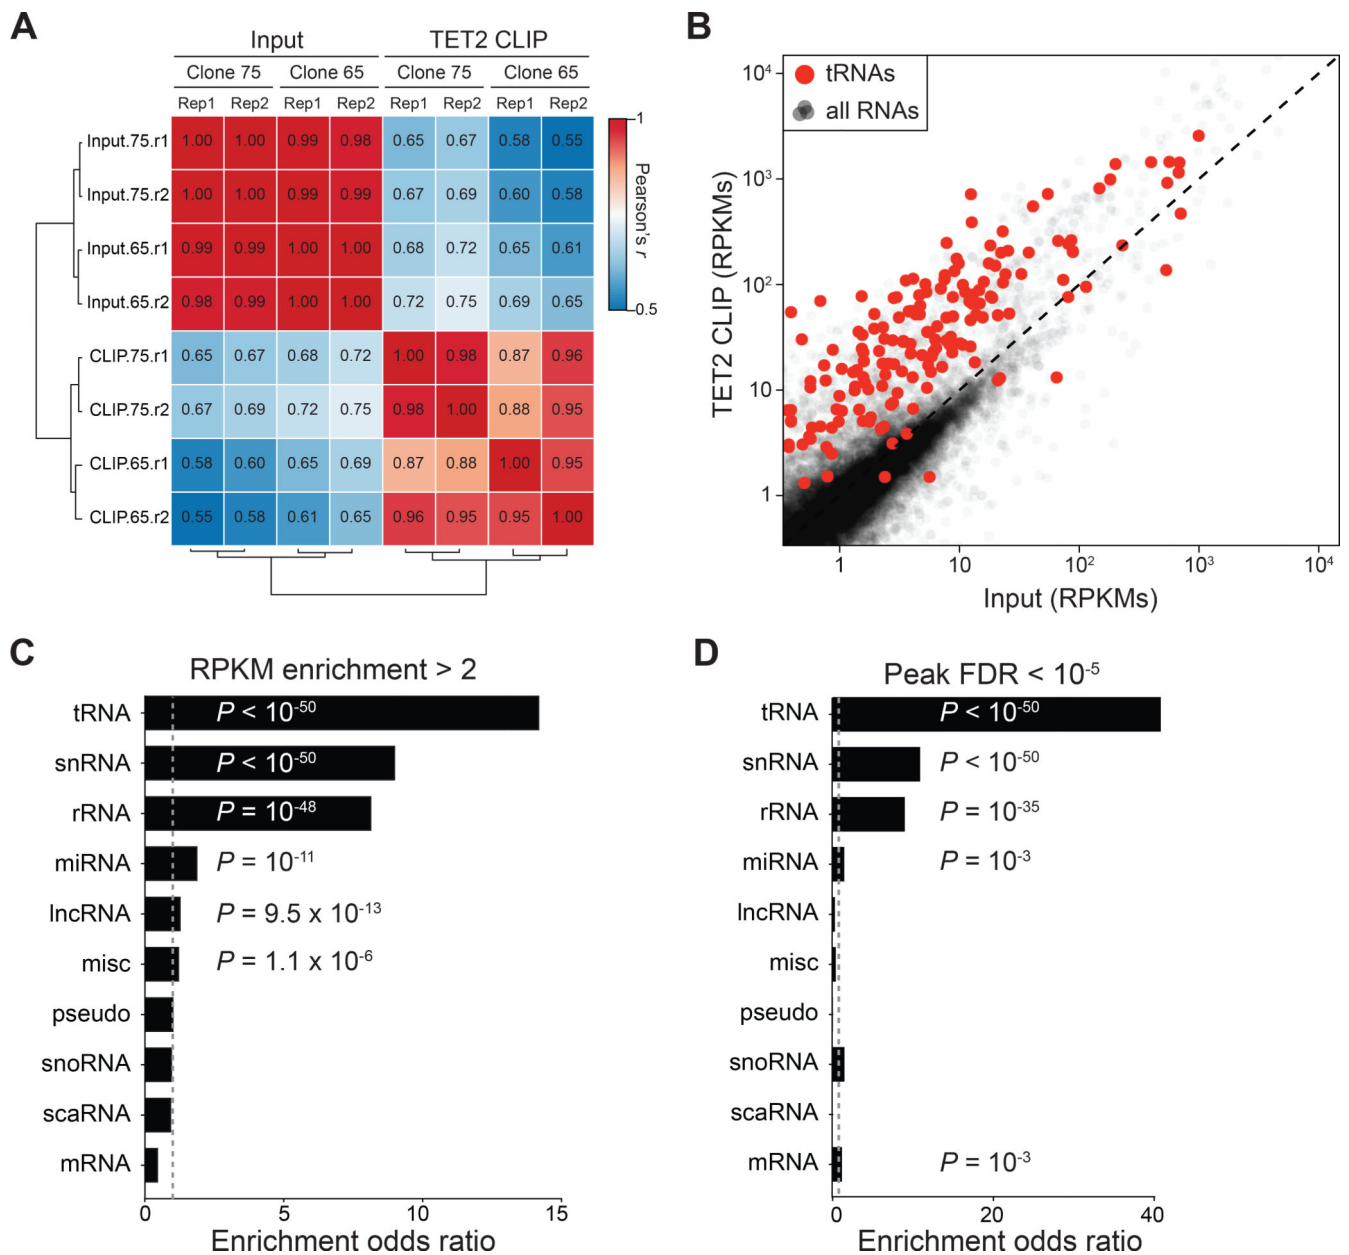 A
Input TET2 CLIP
Clone 75 Clone 65 Clone 75 Clone 65
Rep1 Rep2 Rep1 Rep2 Rep1 Rep2 Rep1 Rep2
Input.75.r1 1.00 1.00 0.99 0.98 0.65 0.67 0.58 0.55
Input.75.r2 1.00 1.00 0.99 0.99 0.67 0.69 0.60 0.58
Input.65.r1 0.99 0.99 1.00 1.00 0.68 0.72 0.65 0.61
Input.65.r2 0.98 0.99 1.00 1.00 0.72 0.75 0.69 0.65
CLIP.75.r1 0.65 0.67 0.68 0.72 1.00 0.98 0.87 0.96
CLIP.75.r2 0.67 0.69 0.72 0.75 0.98 1.00 0.88 0.95
CLIP.65.r1 0.58 0.60 0.65 0.69 0.87 0.88 1.00 0.95
CLIP.65.r2 0.55 0.58 0.61 0.65 0.96 0.95 0.95 1.00
1
Pearson's r
0.5
B
tRNAs
all RNAs
TET2 CLIP (RPKMs)
10⁴
10³
10²
10
1
1 10 10² 10³ 10⁴
Input (RPKMs)
C
RPKM enrichment > 2
tRNA P < 10⁻⁵⁰
snRNA P < 10⁻⁵⁰
rRNA P = 10⁻⁴⁸
miRNA P = 10⁻¹¹
lncRNA P = 9.5 x 10⁻¹³
misc P = 1.1 x 10⁻⁶
pseudo
snoRNA
scaRNA
mRNA
0 5 10 15
Enrichment odds ratio
D
Peak FDR < 10⁻⁵
tRNA P < 10⁻⁵⁰
snRNA P < 10⁻⁵⁰
rRNA P = 10⁻³⁵
miRNA P = 10⁻³
lncRNA
misc
pseudo
snoRNA
scaRNA
mRNA P = 10⁻³
0 20 40
Enrichment odds ratio